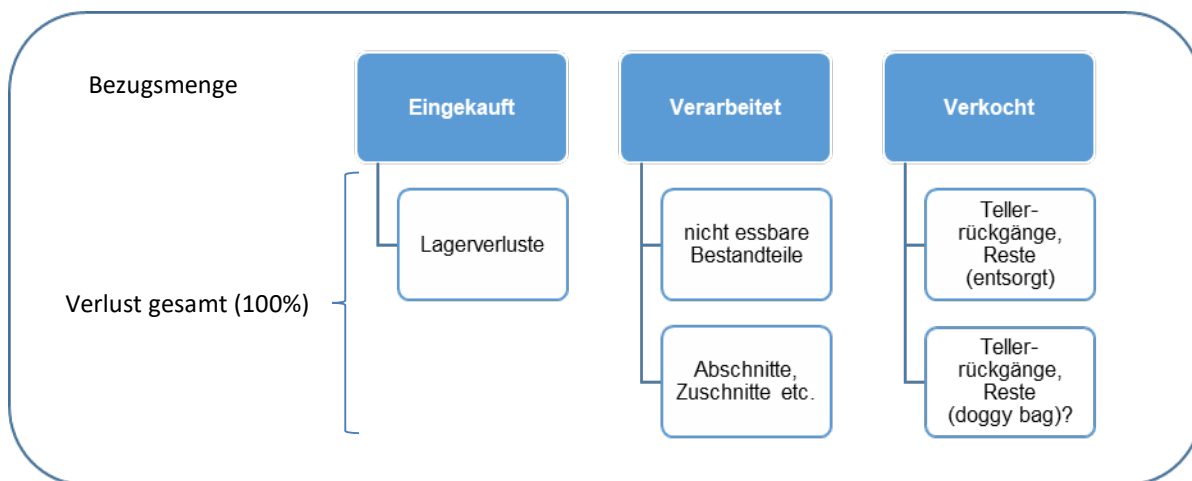 Bezugsmenge
Eingekauft
Verarbeitet
Verkocht
Verlust gesamt (100%)
Lagerverluste
nicht essbare
Bestandteile
Abschnitte,
Zuschnitte etc.
Teller-
rückgänge,
Reste
(entsorgt)
Teller-
rückgänge,
Reste
(doggy bag)?